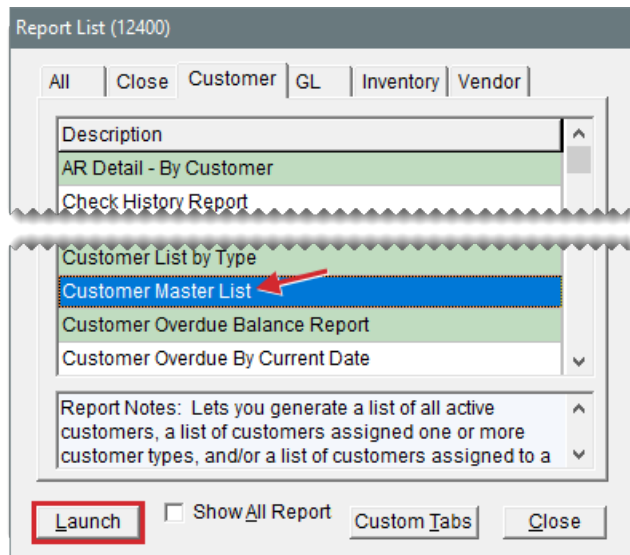 Report List (12400)
All Close Customer GL Inventory Vendor
Description
AR Detail - By Customer
Check History Report
Customer List by Type
Customer Master List
Customer Overdue Balance Report
Customer Overdue By Current Date
Report Notes: Lets you generate a list of all active
customers, a list of customers assigned one or more
customer types, and/or a list of customers assigned to a
Launch Show All Report Custom Tabs Close